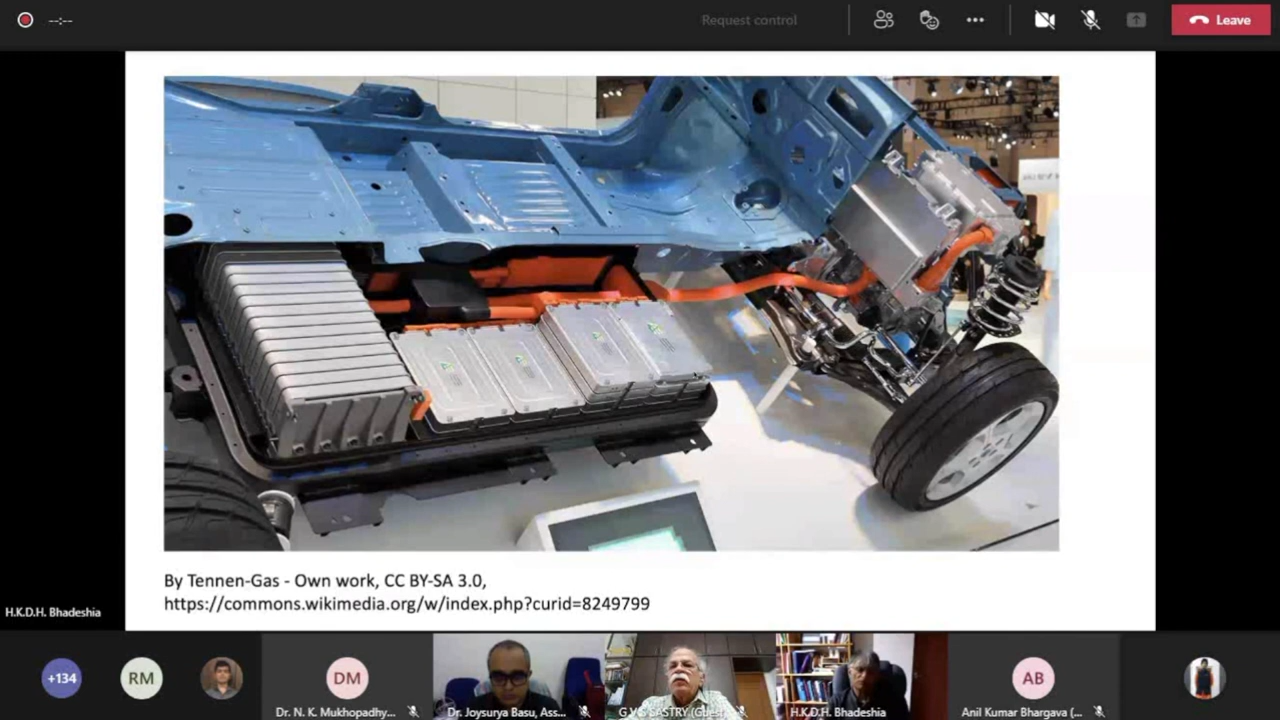 --:--
Request control
Leave
By Tennen-Gas - Own work, CC BY-SA 3.0,
https://commons.wikimedia.org/w/index.php?curid=8249799
H.K.D.H. Bhadeshia
+134
RM
DM
AB
Dr. N. K. Mukhopadhy...
Dr. Joysurya Basu, Ass...
G.V.S SASTRY (Guest)
H.K.D.H. Bhadeshia
Anil Kumar Bhargava (...